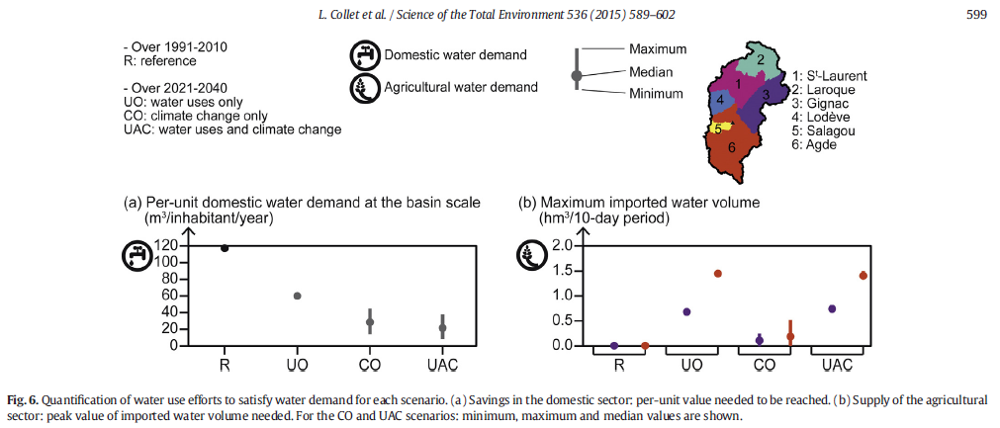 L. Collet et al. / Science of the Total Environment 536 (2015) 589–602
599
- Over 1991-2010
R: reference
- Over 2021-2040
UO: water uses only
CO: climate change only
UAC: water uses and climate change
Domestic water demand
Agricultural water demand
Maximum
Median
Minimum
2
1
3
4
5
6
1: Sᵗ-Laurent
2: Laroque
3: Gignac
4: Lodève
5: Salagou
6: Agde
(a) Per-unit domestic water demand at the basin scale
(m³/inhabitant/year)
120
100
80
60
40
20
0
R UO CO UAC
(b) Maximum imported water volume
(hm³/10-day period)
2.0
1.5
1.0
0.5
0.0
R UO CO UAC
Fig. 6. Quantification of water use efforts to satisfy water demand for each scenario. (a) Savings in the domestic sector: per-unit value needed to be reached. (b) Supply of the agricultural
sector: peak value of imported water volume needed. For the CO and UAC scenarios: minimum, maximum and median values are shown.